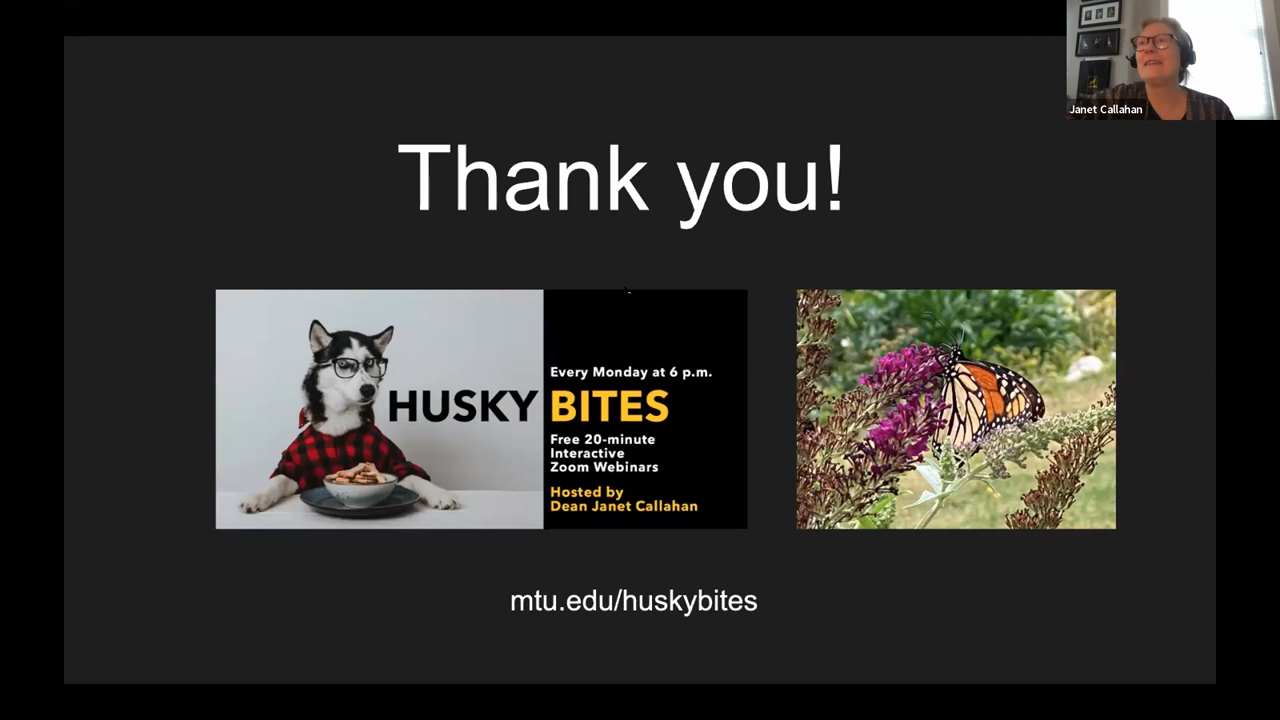 Janet Callahan
Thank you!
HUSKY BITES
Every Monday at 6 p.m.
Free 20-minute
Interactive
Zoom Webinars
Hosted by
Dean Janet Callahan
mtu.edu/huskybites